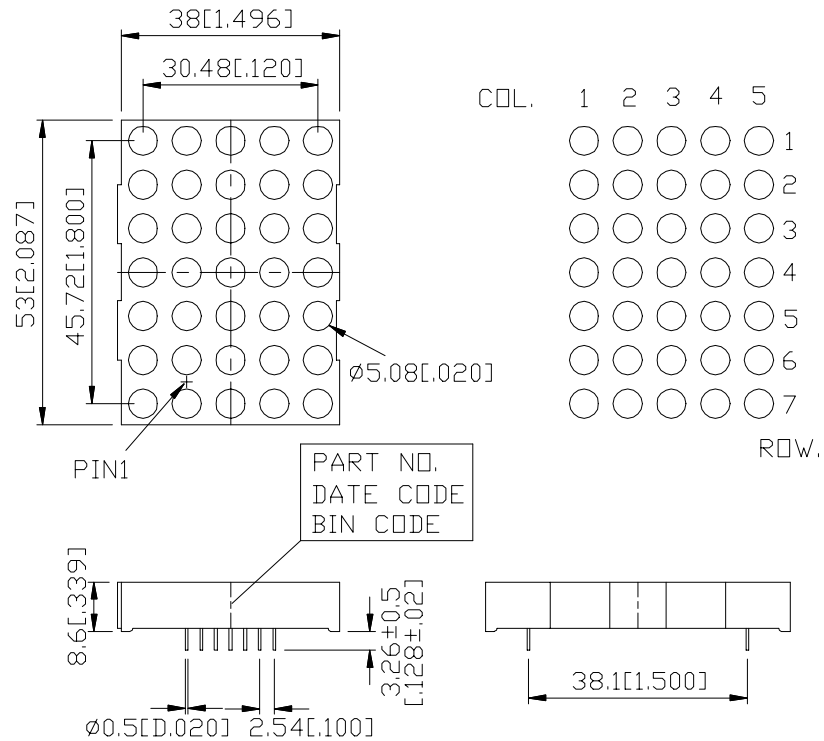 38[1.496]
30.48[.120]
COL. 1 2 3 4 5
1
2
3
4
5
6
7
ROW.
53[2.087]
45.72[1.800]
ø5.08[.020]
PIN1
PART NO.
DATE CODE
BIN CODE
8.6[.339]
3.26±0.5
[.128±.02]
38.1[1.500]
ø0.5[D.020]
2.54[.100]